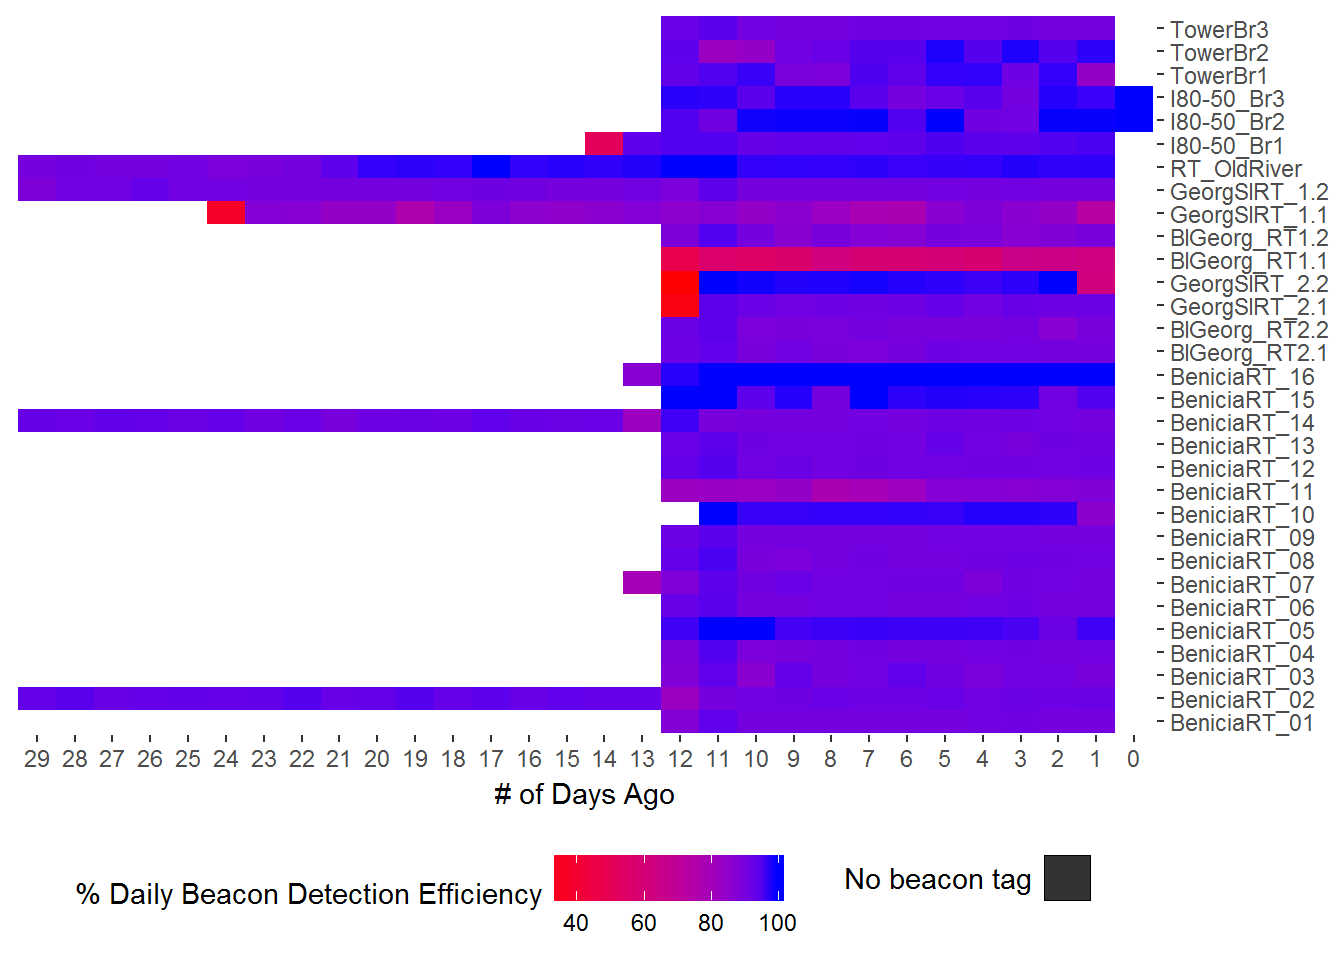 TowerBr3
TowerBr2
TowerBr1
I80-50_Br3
I80-50_Br2
I80-50_Br1
RT_OldRiver
GeorgSlRT_1.2
GeorgSlRT_1.1
BlGeorg_RT1.2
BlGeorg_RT1.1
GeorgSlRT_2.2
GeorgSlRT_2.1
BlGeorg_RT2.2
BlGeorg_RT2.1
BeniciaRT_16
BeniciaRT_15
BeniciaRT_14
BeniciaRT_13
BeniciaRT_12
BeniciaRT_11
BeniciaRT_10
BeniciaRT_09
BeniciaRT_08
BeniciaRT_07
BeniciaRT_06
BeniciaRT_05
BeniciaRT_04
BeniciaRT_03
BeniciaRT_02
BeniciaRT_01
29 28 27 26 25 24 23 22 21 20 19 18 17 16 15 14 13 12 11 10 9 8 7 6 5 4 3 2 1 0
# of Days Ago
% Daily Beacon Detection Efficiency
40 60 80 100
No beacon tag